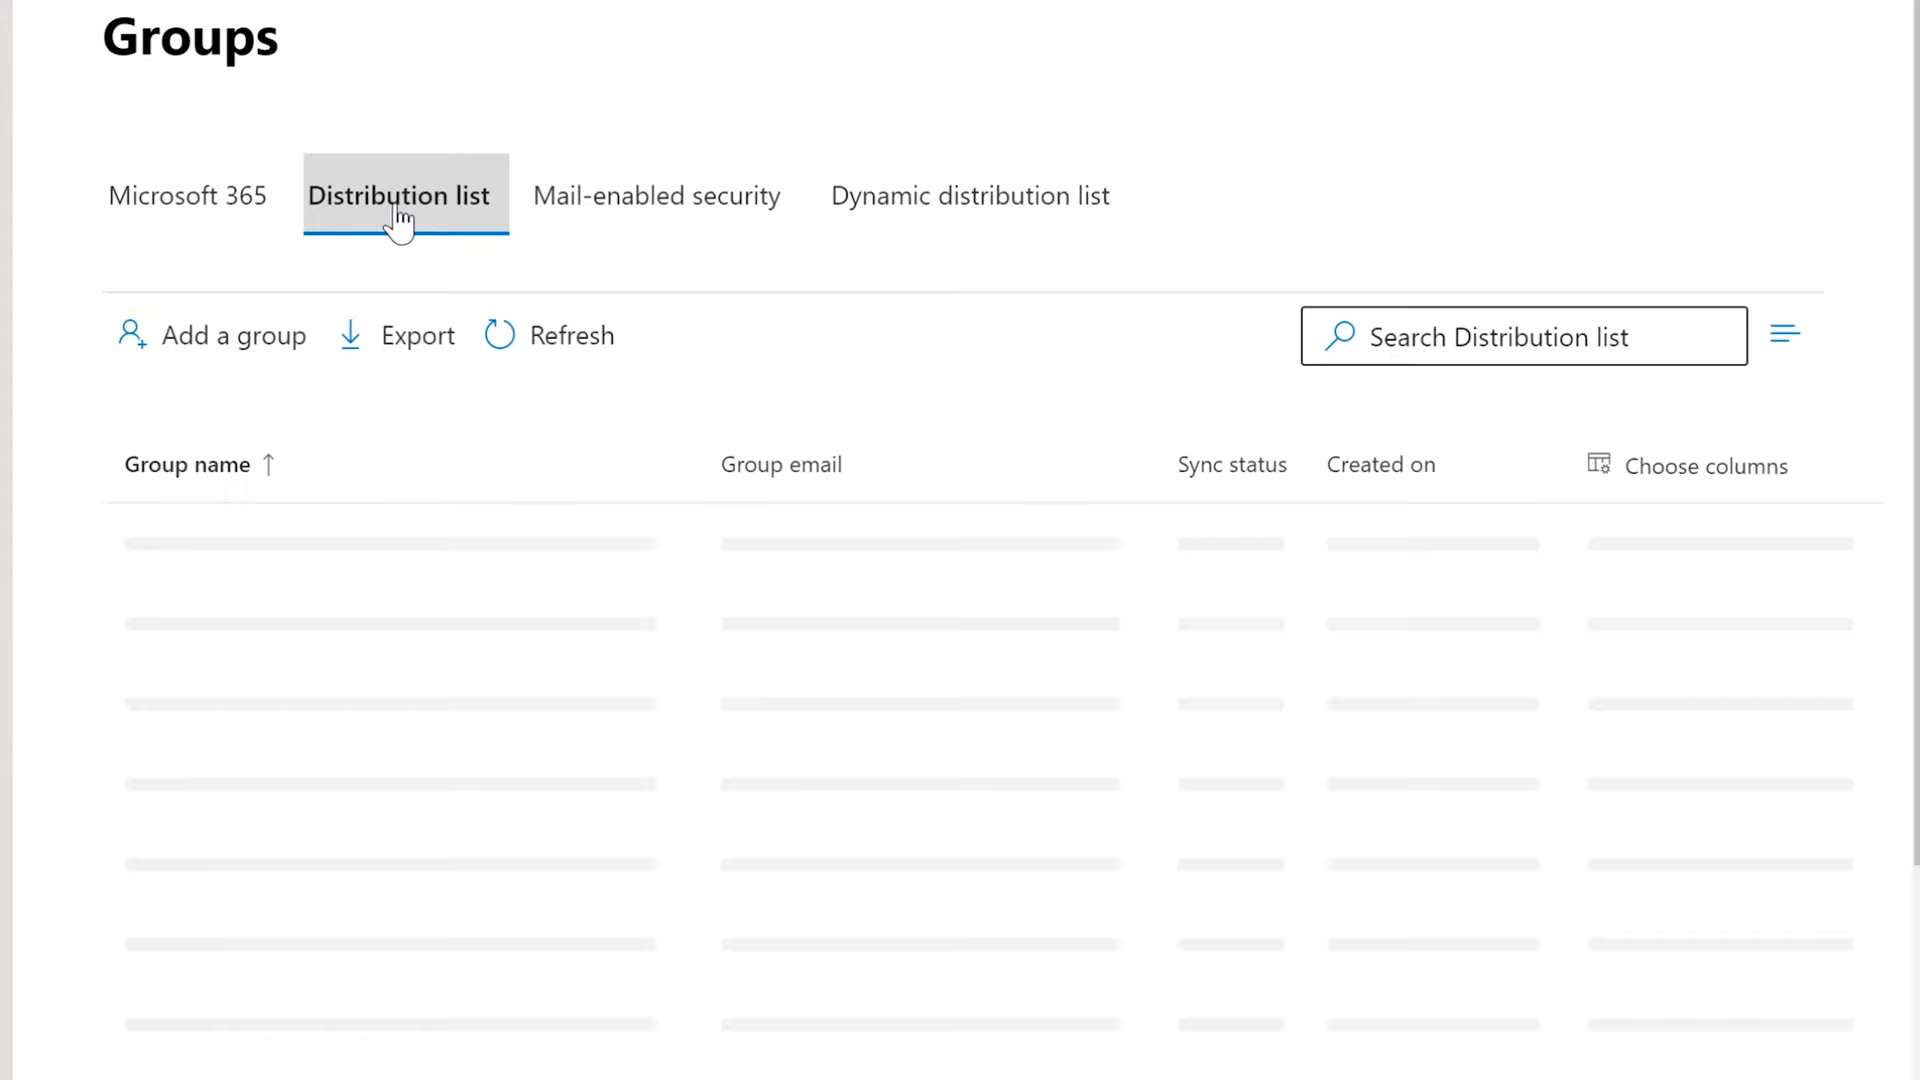 Groups
Microsoft 365 Distribution list Mail-enabled security Dynamic distribution list
Add a group Export Refresh Search Distribution list
Group name ↑ Group email Sync status Created on Choose columns